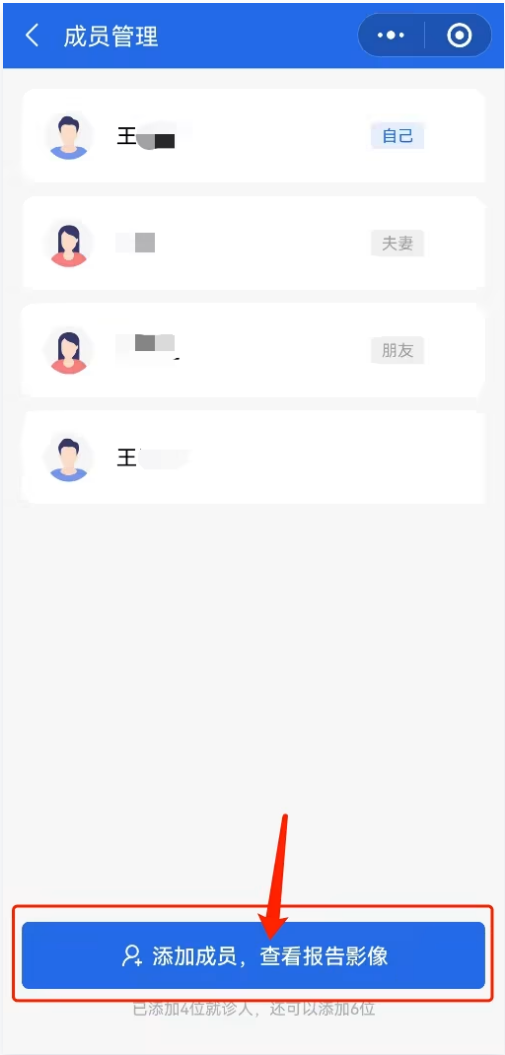 成员管理
王
自己
夫妻
朋友
王
添加成员，查看报告影像
已添加4位就诊人，还可以添加6位